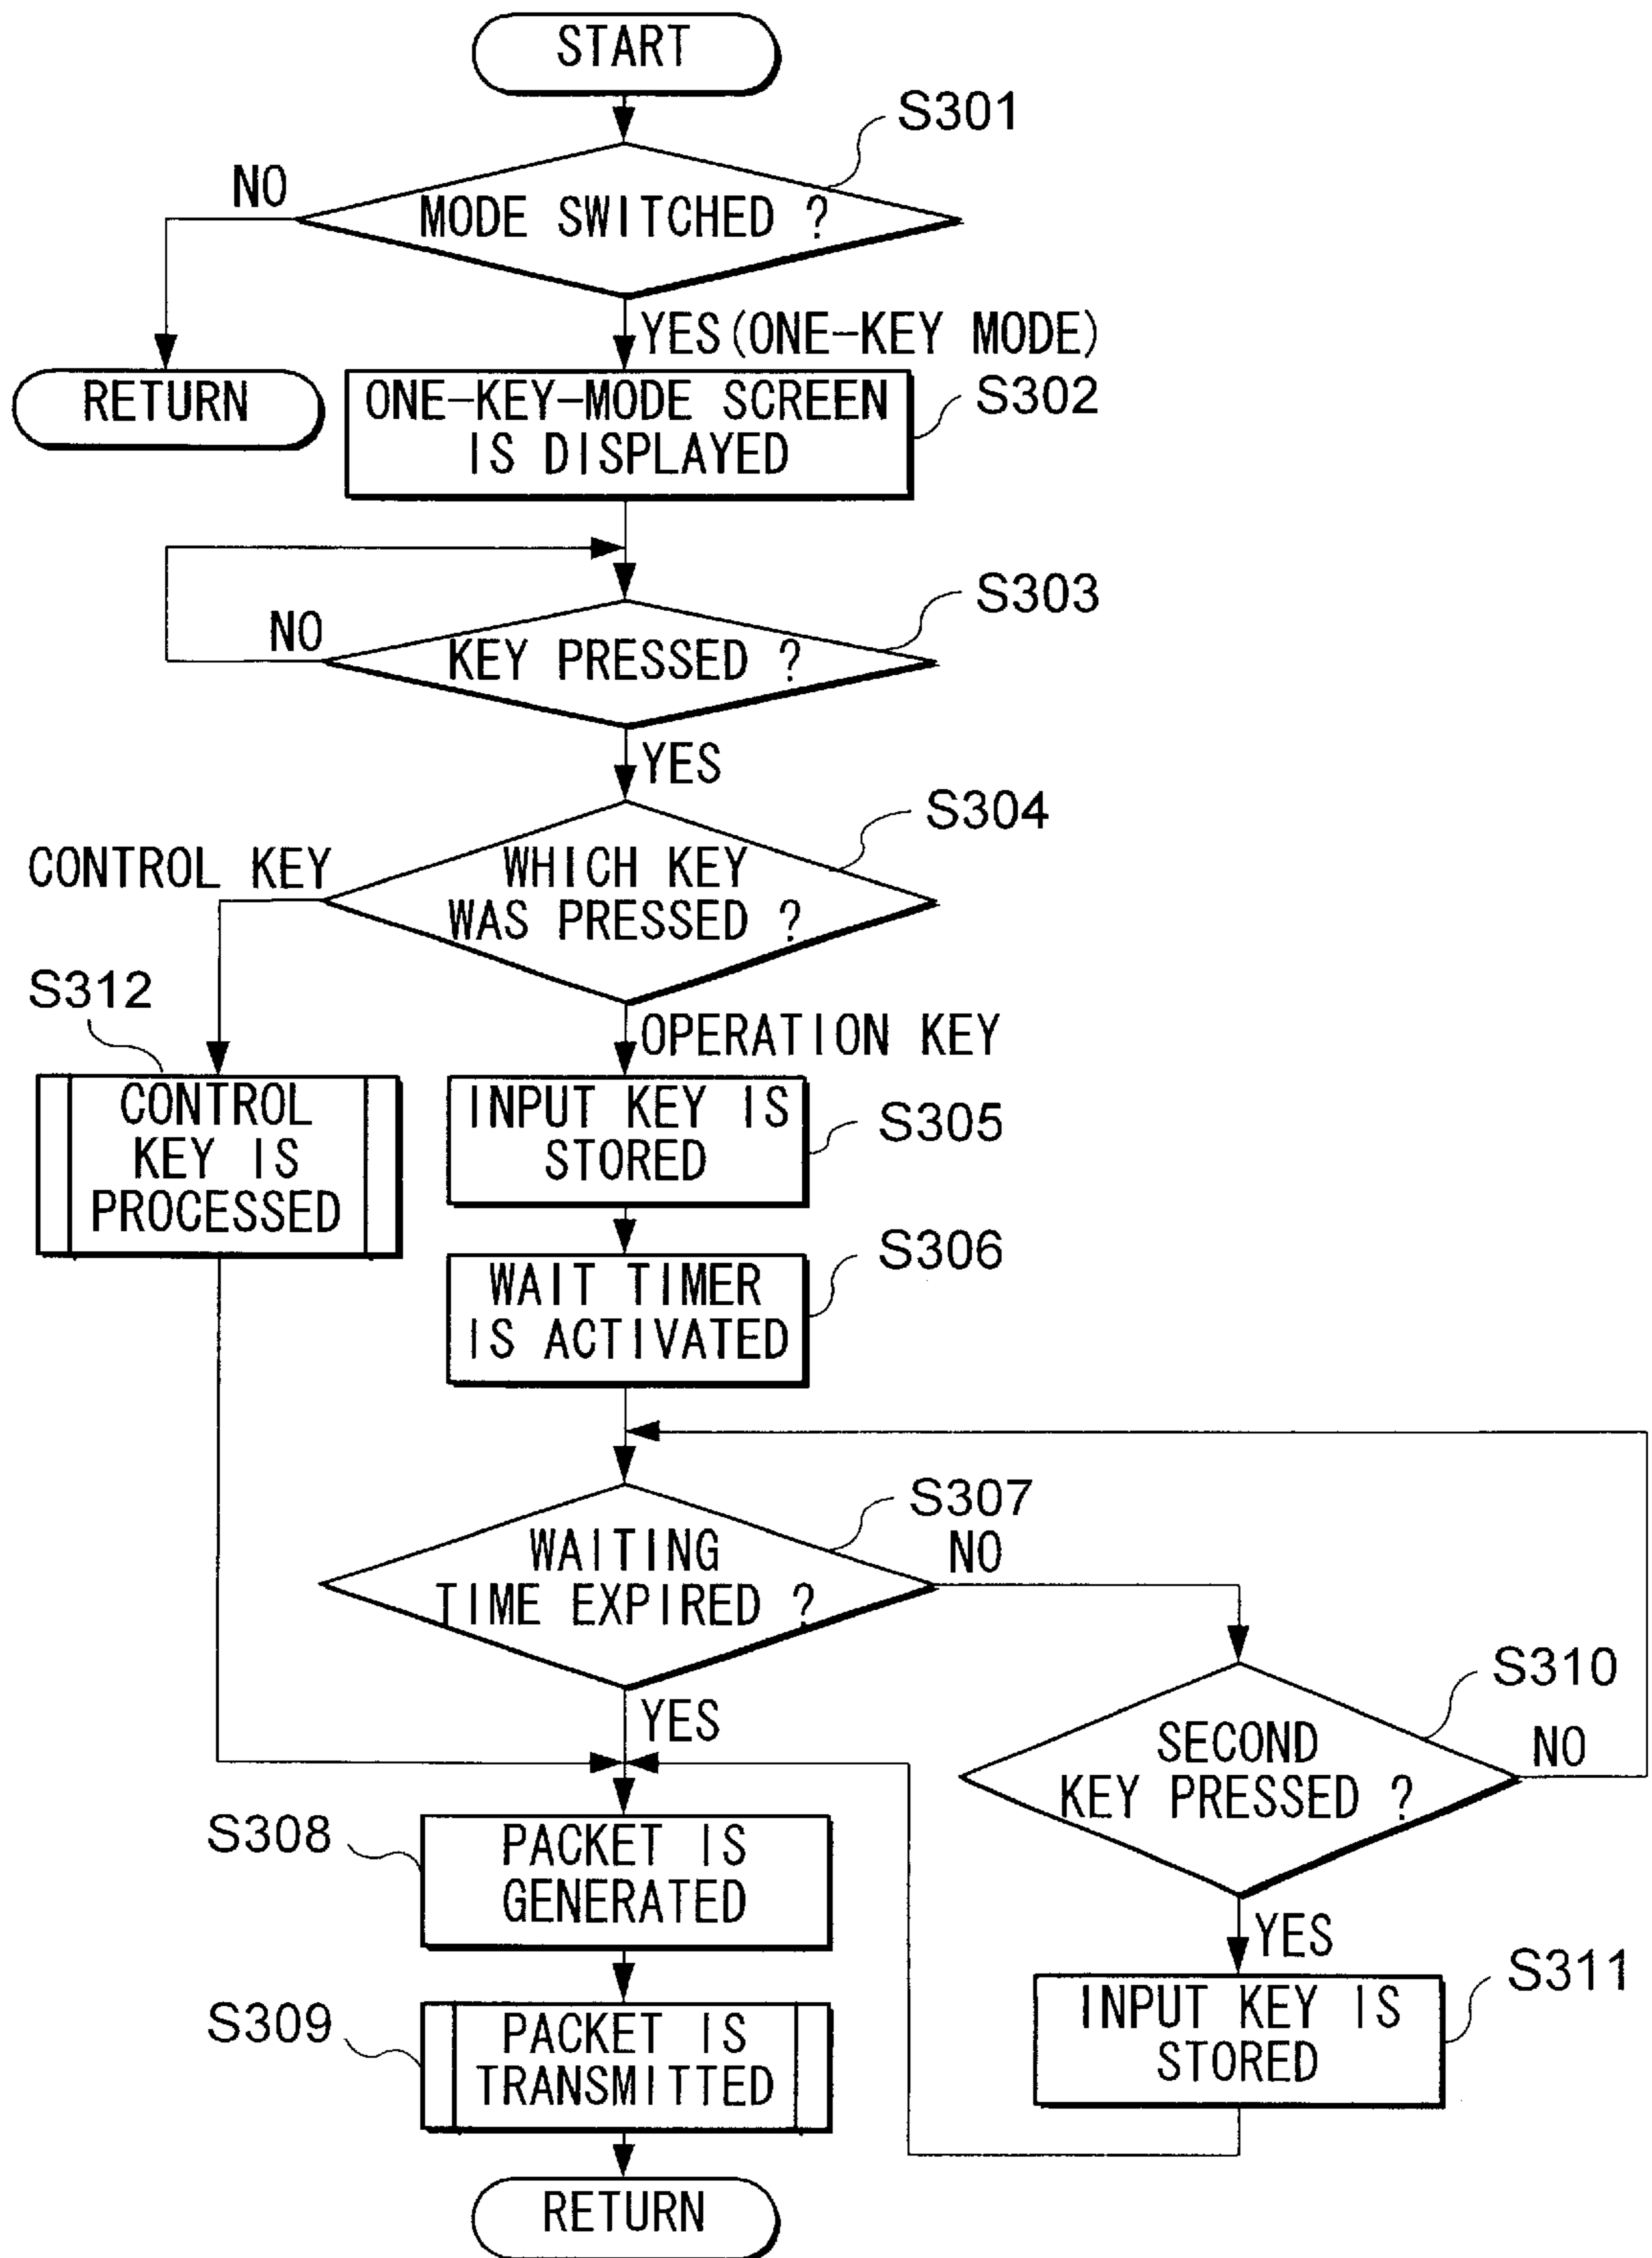 START
S301
NO
MODE SWITCHED ?
YES(ONE-KEY MODE)
RETURN
ONE-KEY-MODE SCREEN
IS DISPLAYED
S302
S303
NO
KEY PRESSED ?
YES
S304
CONTROL KEY
WHICH KEY
WAS PRESSED ?
S312
OPERATION KEY
CONTROL
KEY IS
PROCESSED
INPUT KEY IS
STORED
S305
S306
WAIT TIMER
IS ACTIVATED
S307
WAITING
TIME EXPIRED ?
NO
YES
S310
SECOND
KEY PRESSED ?
NO
S308
PACKET IS
GENERATED
YES
S311
INPUT KEY IS
STORED
S309
PACKET IS
TRANSMITTED
RETURN